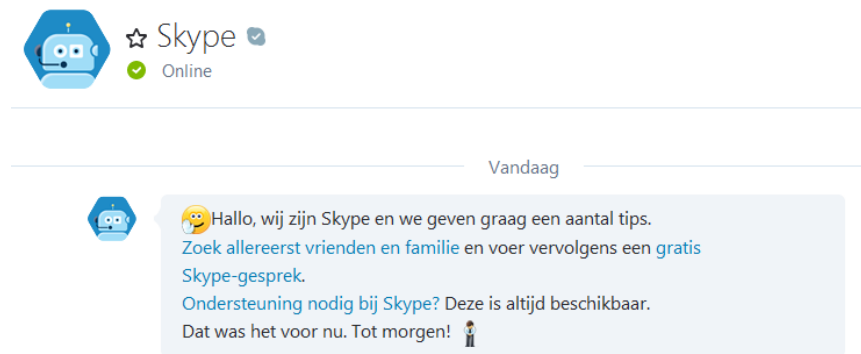 Skype
Online
Vandaag
Hallo, wij zijn Skype en we geven graag een aantal tips.
Zoek allereerst vrienden en familie en voer vervolgens een gratis
Skype-gesprek.
Ondersteuning nodig bij Skype? Deze is altijd beschikbaar.
Dat was het voor nu. Tot morgen!